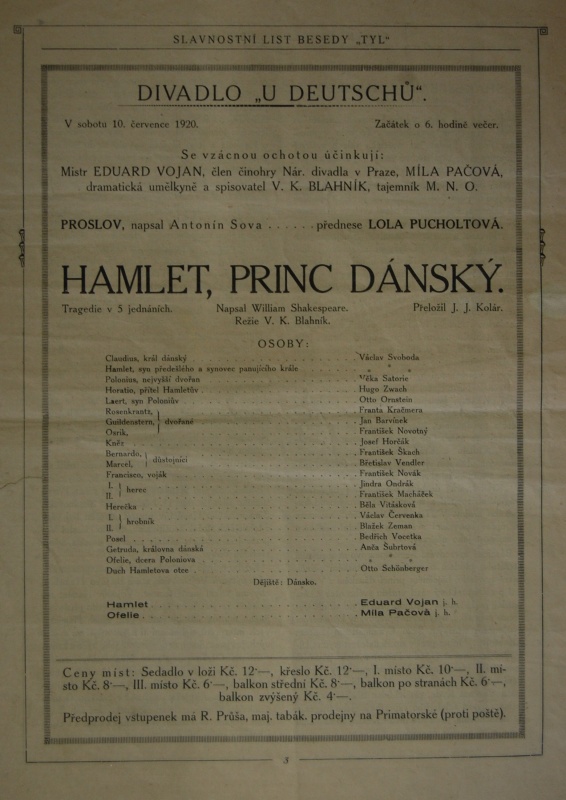 SLAVNOSTNÍ LIST BESEDY „TYL“
DIVADLO „U DEUTSCHŮ“.
V sobotu 10. července 1920. Začátek o 6. hodině večer.
Se vzácnou ochotou účinkují:
Mistr EDUARD VOJAN, člen činohry Nár. divadla v Praze, MÍLA PAČOVÁ,
dramatická umělkyně a spisovatel V. K. BLAHNÍK, tajemník M. N. O.
PROSLOV, napsal Antonín Sova . . . . . . přednese LOLA PUCHOLTOVÁ.
HAMLET, PRINC DÁNSKÝ.
Tragedie v 5 jednáních. Napsal William Shakespeare. Přeložil J. J. Kolár.
Režie V. K. Blahník.
OSOBY:
Claudius, král dánský Václav Svoboda
Hamlet, syn předešlého a synovec panujícího krále * * *
Polonius, nejvyšší dvořan Věka Satorie
Horatio, přítel Hamletův Hugo Zwach
Laert, syn Poloniův Otto Ornstein
Rosenkrantz, Franta Kračmera
Guildenstern, dvořané Jan Barvínek
Osrik, František Novotný
Kněz Josef Horčák
Bernardo, důstojníci František Škach
Marcel, Břetislav Vendler
Francisco, voják František Novák
I. herec Jindra Ondrák
II. František Macháček
Herečka Běla Vitásková
I. hrobník Václav Červenka
II. Blažek Zeman
Posel Bedřich Vocetka
Getruda, královna dánská Anča Šubrtová
Ofelie, dcera Poloniova * * *
Duch Hamletova otce Otto Schönberger
Dějiště: Dánsko.
Hamlet Eduard Vojan j. h.
Ofelie Míla Pačová j. h.
Ceny míst: Sedadlo v loži Kč. 12·—, křeslo Kč. 12·—, I. místo Kč. 10·—, II. mí-
sto Kč. 8·—, III. místo Kč. 6·—, balkon střední Kč. 8·—, balkon po stranách Kč. 6·—,
balkon zvýšený Kč. 4·—.
Předprodej vstupenek má R. Průša, maj. tabák. prodejny na Primatorské (proti poště).
3